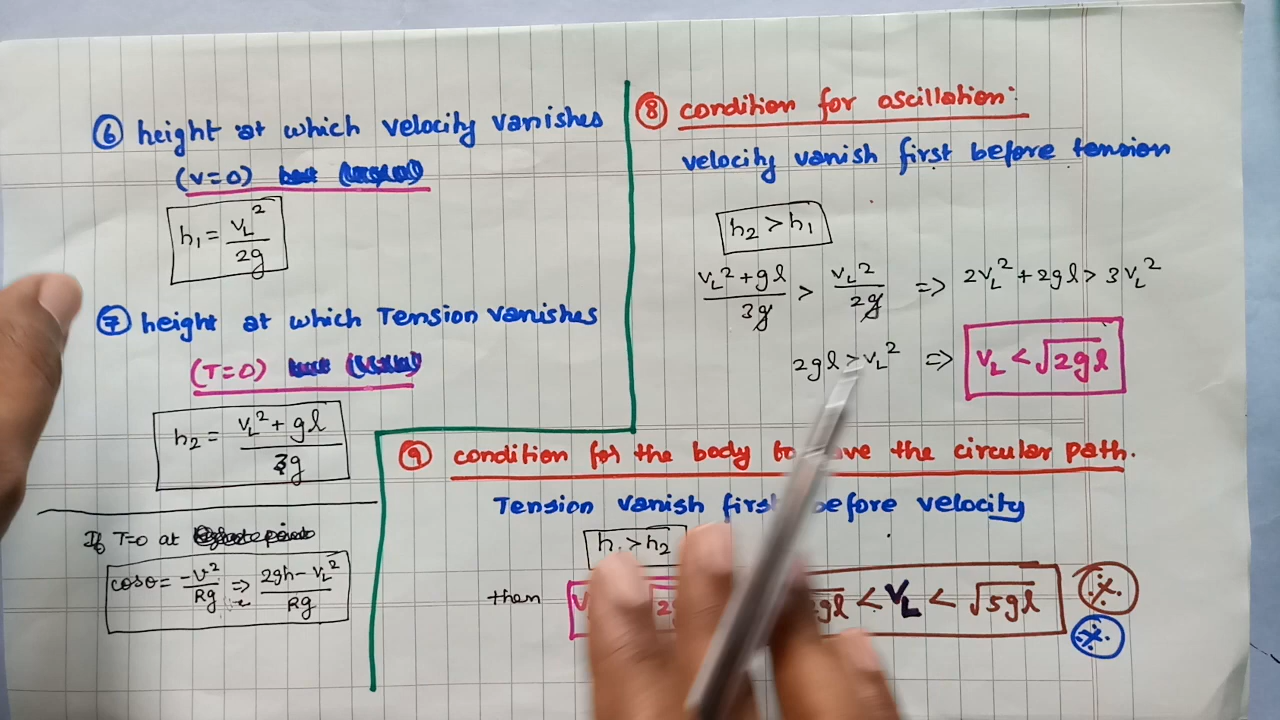 ⑥ height at which velocity vanishes
(v=0)
h₁ = v_L²/2g
⑦ height at which Tension vanishes
(T=0)
h₂ = (v_L² + gl)/3g
If T=0 at
cosθ = -v²/Rg ⇒ (2gh - v_L²)/Rg
⑧ condition for oscillation:
velocity vanish first before tension
h₂ > h₁
(v_L² + gl)/3g > v_L²/2g ⇒ 2v_L² + 2gl > 3v_L²
2gl > v_L² ⇒ v_L < √2gl
⑨ condition for the body to the circular path.
Tension vanish first before velocity
h₁ > h₂
then gl < V_L < √5gl